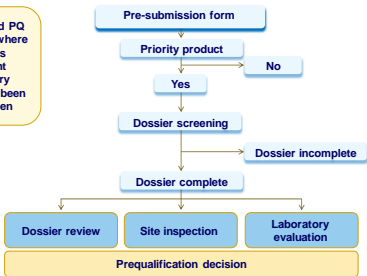 Pre-submission form
d PQ
where
s
nt
ry
been
en
Priority product
No
Yes
Dossier screening
Dossier incomplete
Dossier complete
Dossier review
Site inspection
Laboratory
evaluation
Prequalification decision